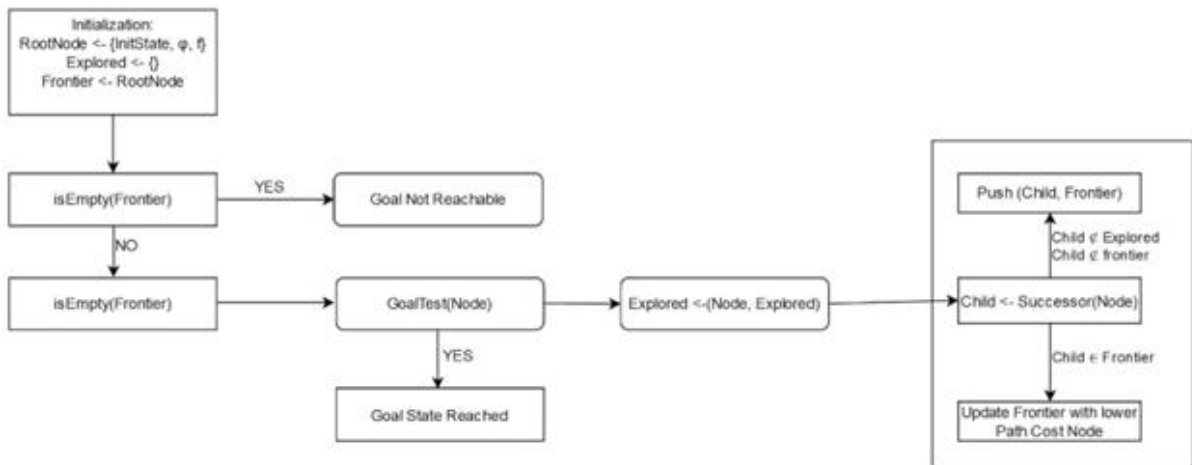 Initialization:
RootNode <- {InitState, φ, f}
Explored <- {}
Frontier <- RootNode
isEmpty(Frontier)
YES
Goal Not Reachable
NO
isEmpty(Frontier)
GoalTest(Node)
Explored <-(Node, Explored)
YES
Goal State Reached
Push (Child, Frontier)
Child ∉ Explored
Child ∉ frontier
Child <- Successor(Node)
Child ∈ Frontier
Update Frontier with lower
Path Cost Node